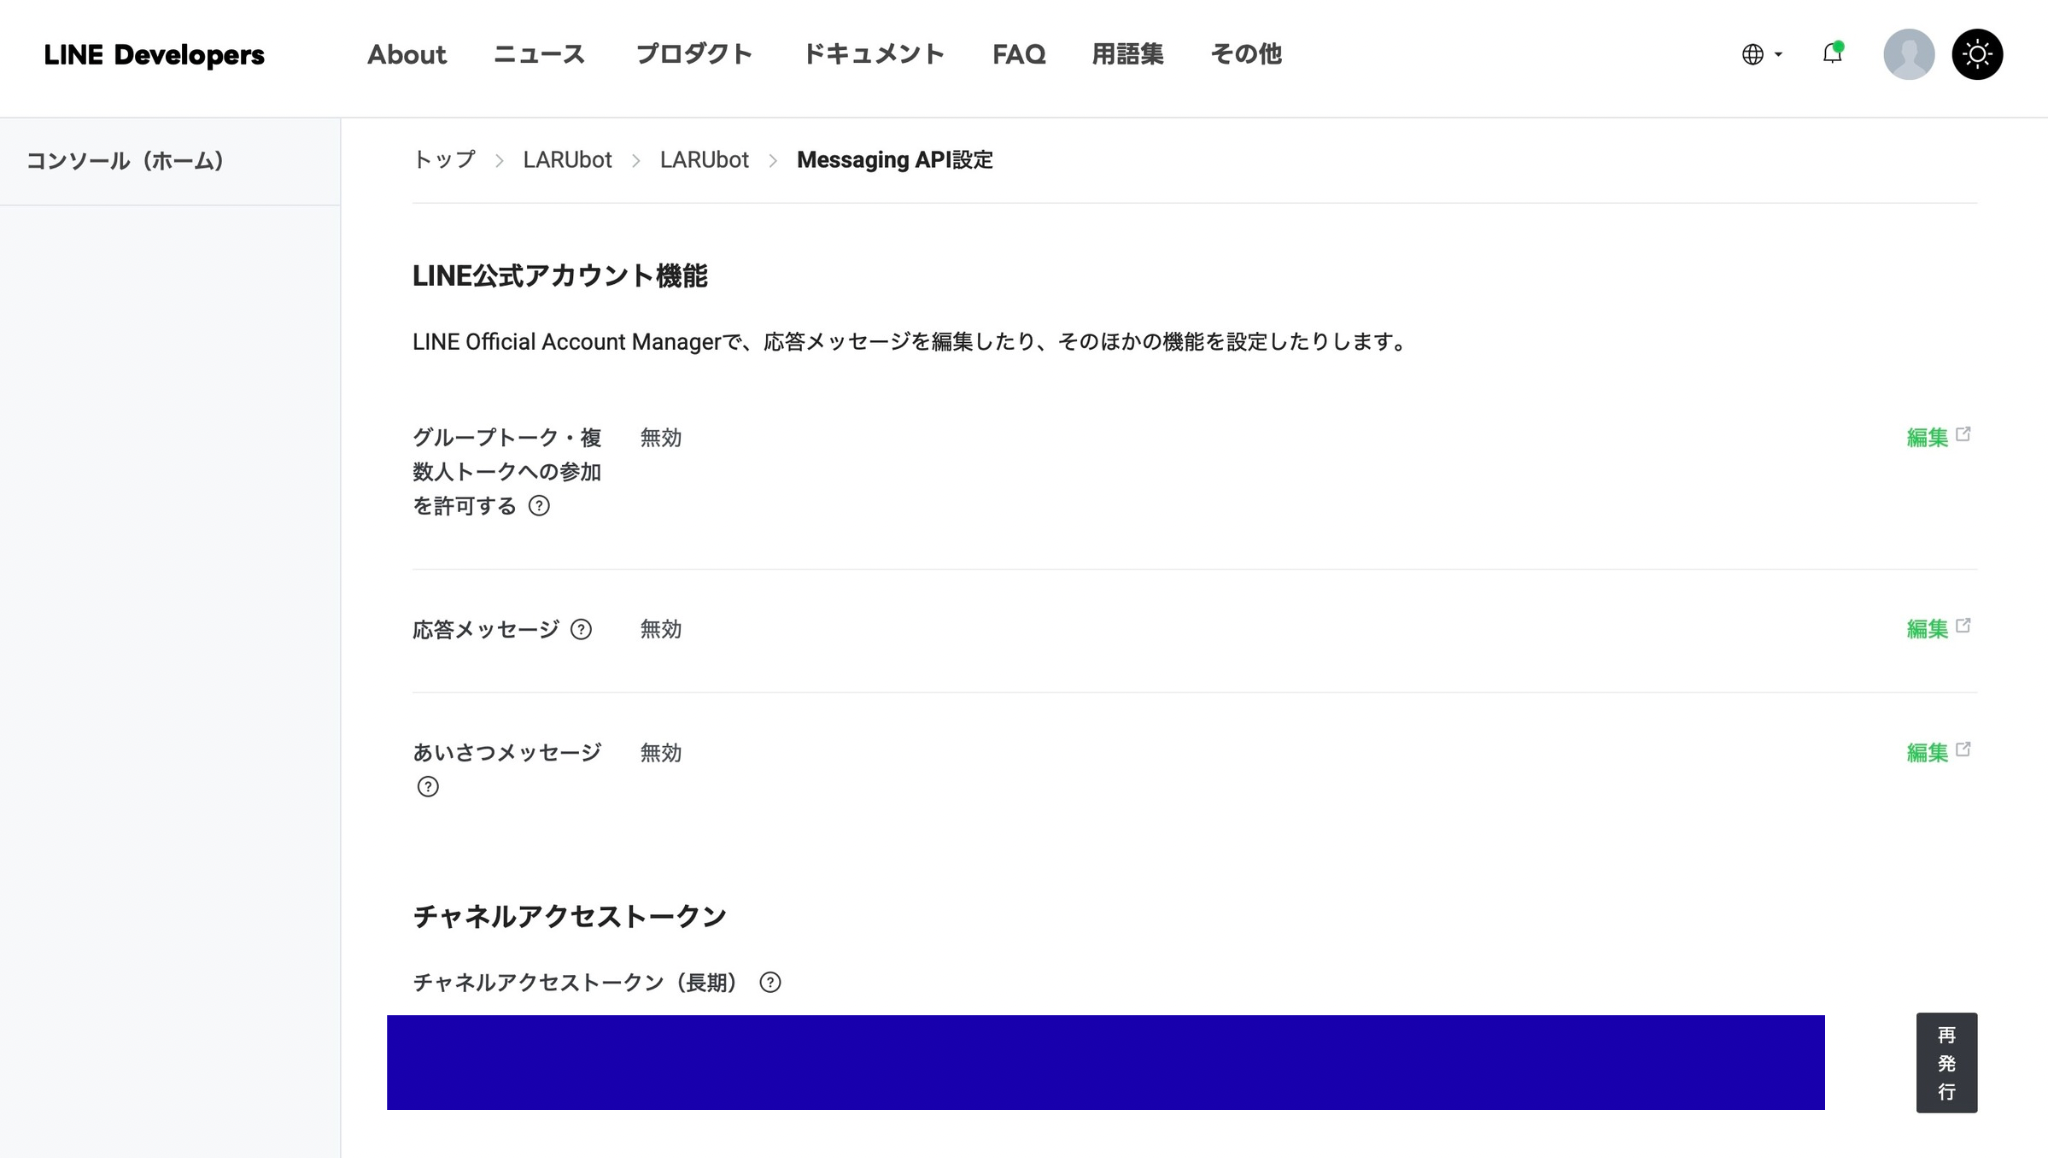 LINE Developers
About ニュース プロダクト ドキュメント FAQ 用語集 その他
コンソール（ホーム）
トップ > LARUbot > LARUbot > Messaging API設定
LINE公式アカウント機能
LINE Official Account Managerで、応答メッセージを編集したり、そのほかの機能を設定したりします。
グループトーク・複 無効 編集
数人トークへの参加
を許可する ?
応答メッセージ ? 無効 編集
あいさつメッセージ 無効 編集
?
チャネルアクセストークン
チャネルアクセストークン（長期） ?
再
発
行